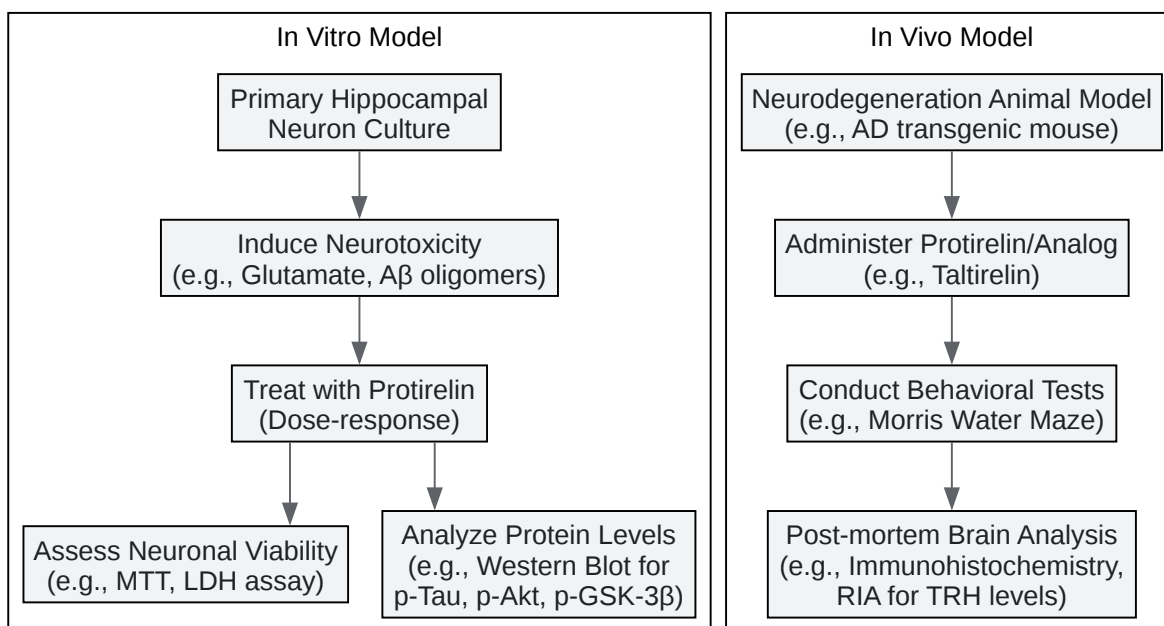 In Vitro Model
Primary Hippocampal
Neuron Culture
Induce Neurotoxicity
(e.g., Glutamate, Aβ oligomers)
Treat with Protirelin
(Dose-response)
Assess Neuronal Viability
(e.g., MTT, LDH assay)
Analyze Protein Levels
(e.g., Western Blot for
p-Tau, p-Akt, p-GSK-3β)
In Vivo Model
Neurodegeneration Animal Model
(e.g., AD transgenic mouse)
Administer Protirelin/Analog
(e.g., Taltirelin)
Conduct Behavioral Tests
(e.g., Morris Water Maze)
Post-mortem Brain Analysis
(e.g., Immunohistochemistry,
RIA for TRH levels)